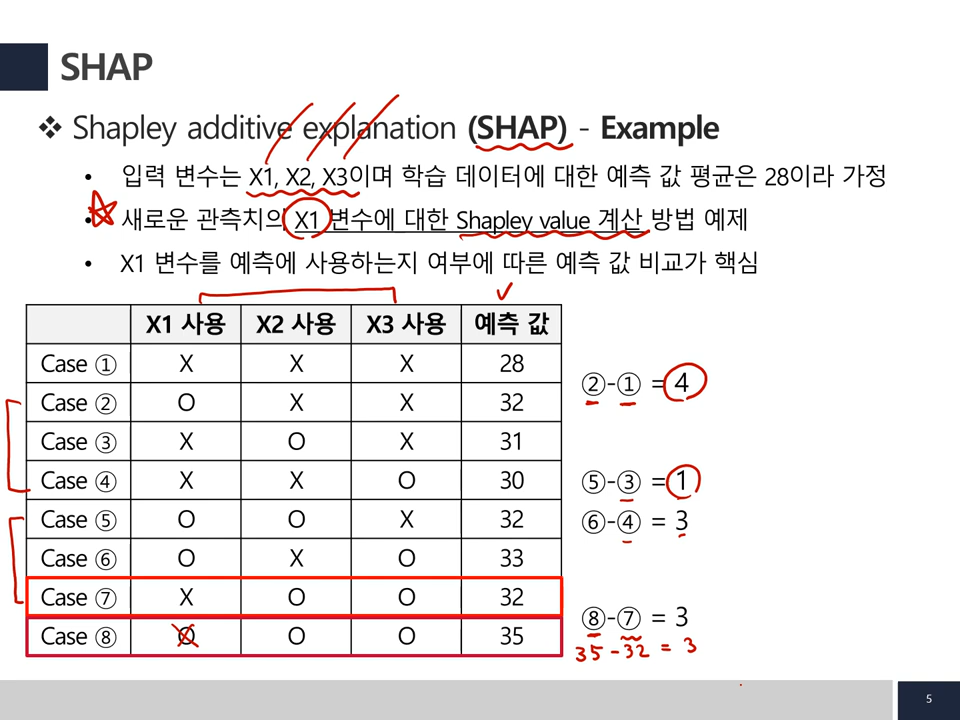 SHAP
❖ Shapley additive explanation (SHAP) - Example
• 입력 변수는 X1, X2, X3이며 학습 데이터에 대한 예측 값 평균은 28이라 가정
• 새로운 관측치의 X1 변수에 대한 Shapley value 계산 방법 예제
• X1 변수를 예측에 사용하는지 여부에 따른 예측 값 비교가 핵심
X1 사용 X2 사용 X3 사용 예측 값
Case ① X X X 28
Case ② O X X 32
Case ③ X O X 31
Case ④ X X O 30
Case ⑤ O O X 32
Case ⑥ O X O 33
Case ⑦ X O O 32
Case ⑧ O O O 35
②-① = 4
⑤-③ = 1
⑥-④ = 3
⑧-⑦ = 3
35 - 32 = 3
5